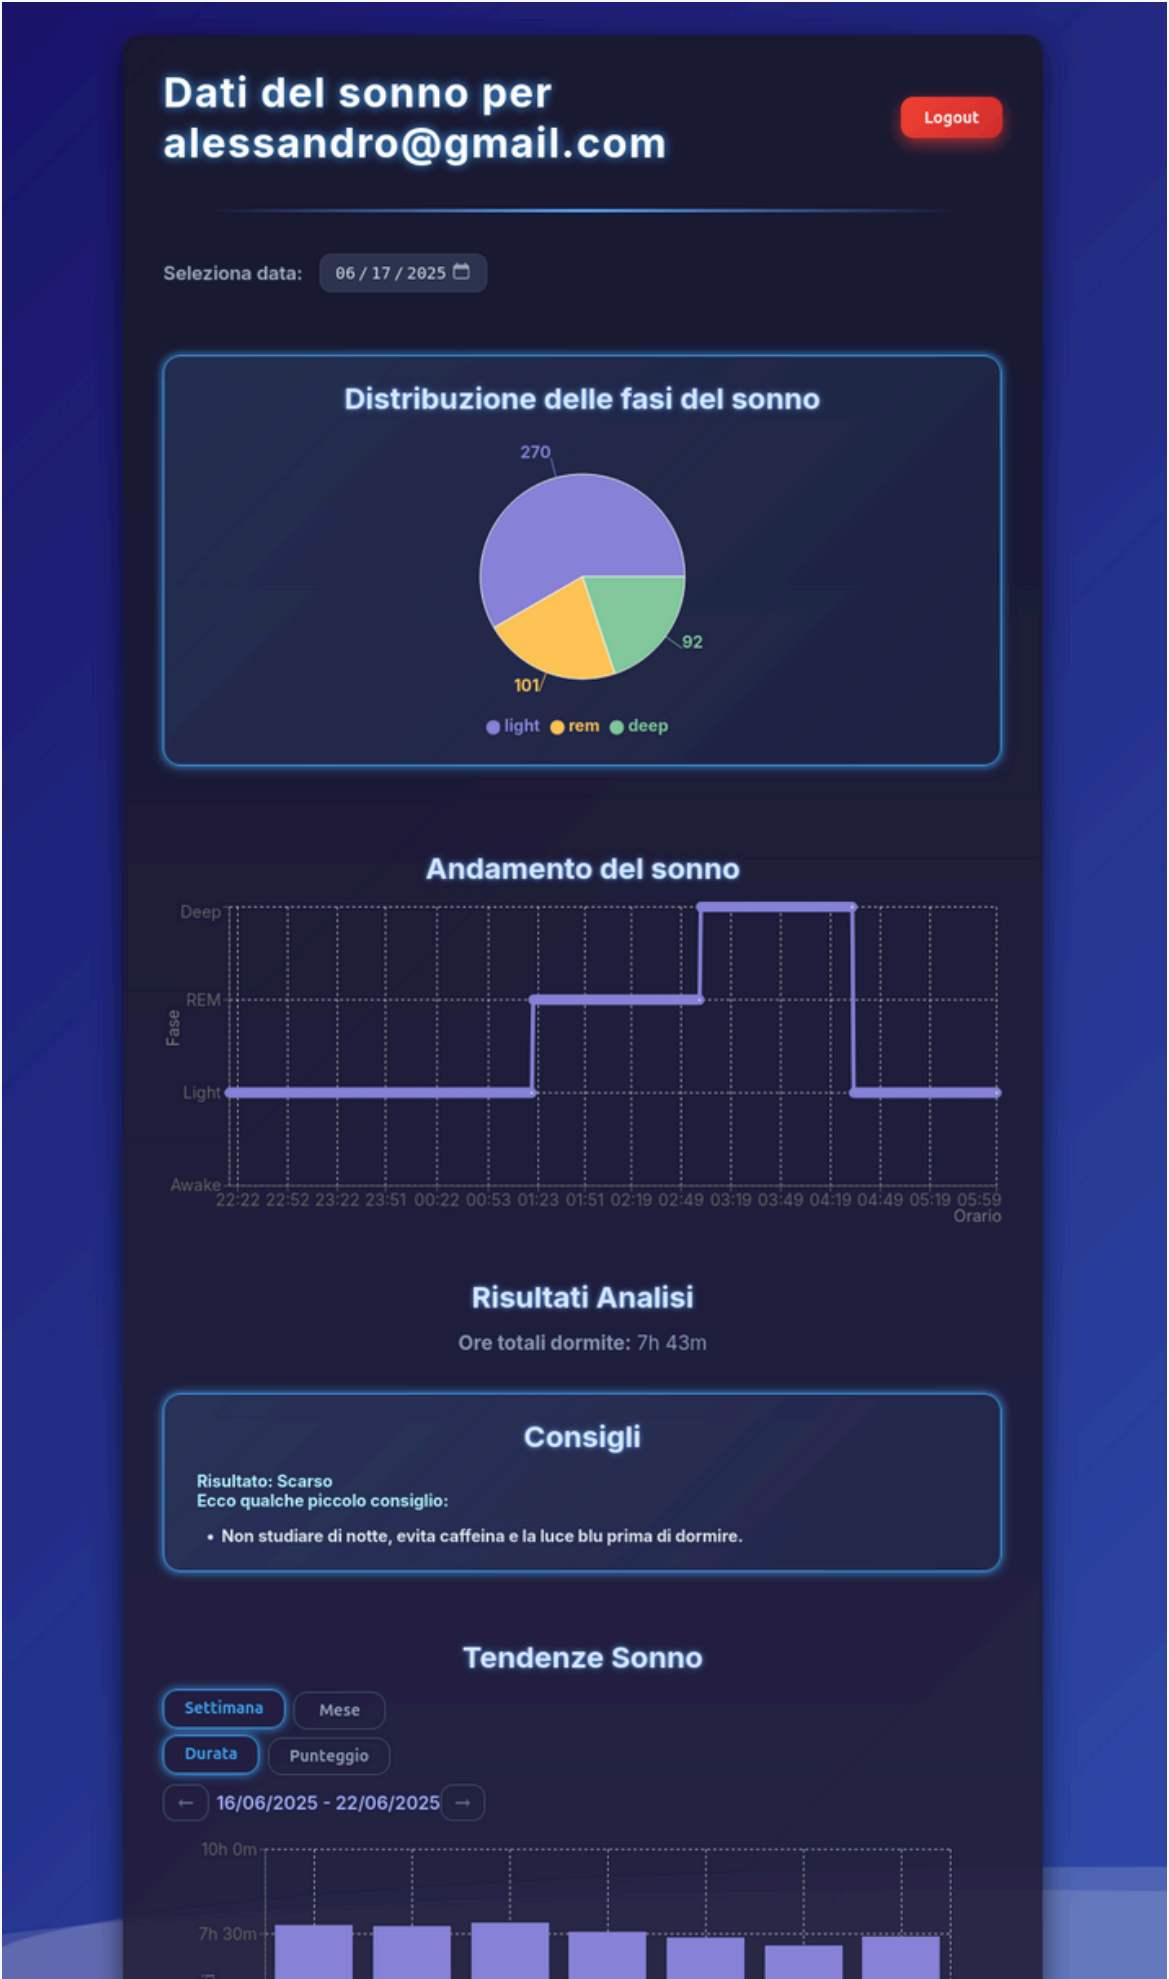 Dati del sonno per
alessandro@gmail.com
Logout
Seleziona data: 06/17/2025
Distribuzione delle fasi del sonno
270
92
101
light rem deep
Andamento del sonno
Deep
REM
Fase
Light
Awake
22:22 22:52 23:22 23:51 00:22 00:53 01:23 01:51 02:19 02:49 03:19 03:49 04:19 04:49 05:19 05:59
Orario
Risultati Analisi
Ore totali dormite: 7h 43m
Consigli
Risultato: Scarso
Ecco qualche piccolo consiglio:
• Non studiare di notte, evita caffeina e la luce blu prima di dormire.
Tendenze Sonno
Settimana Mese
Durata Punteggio
← 16/06/2025 - 22/06/2025 →
10h 0m
7h 30m